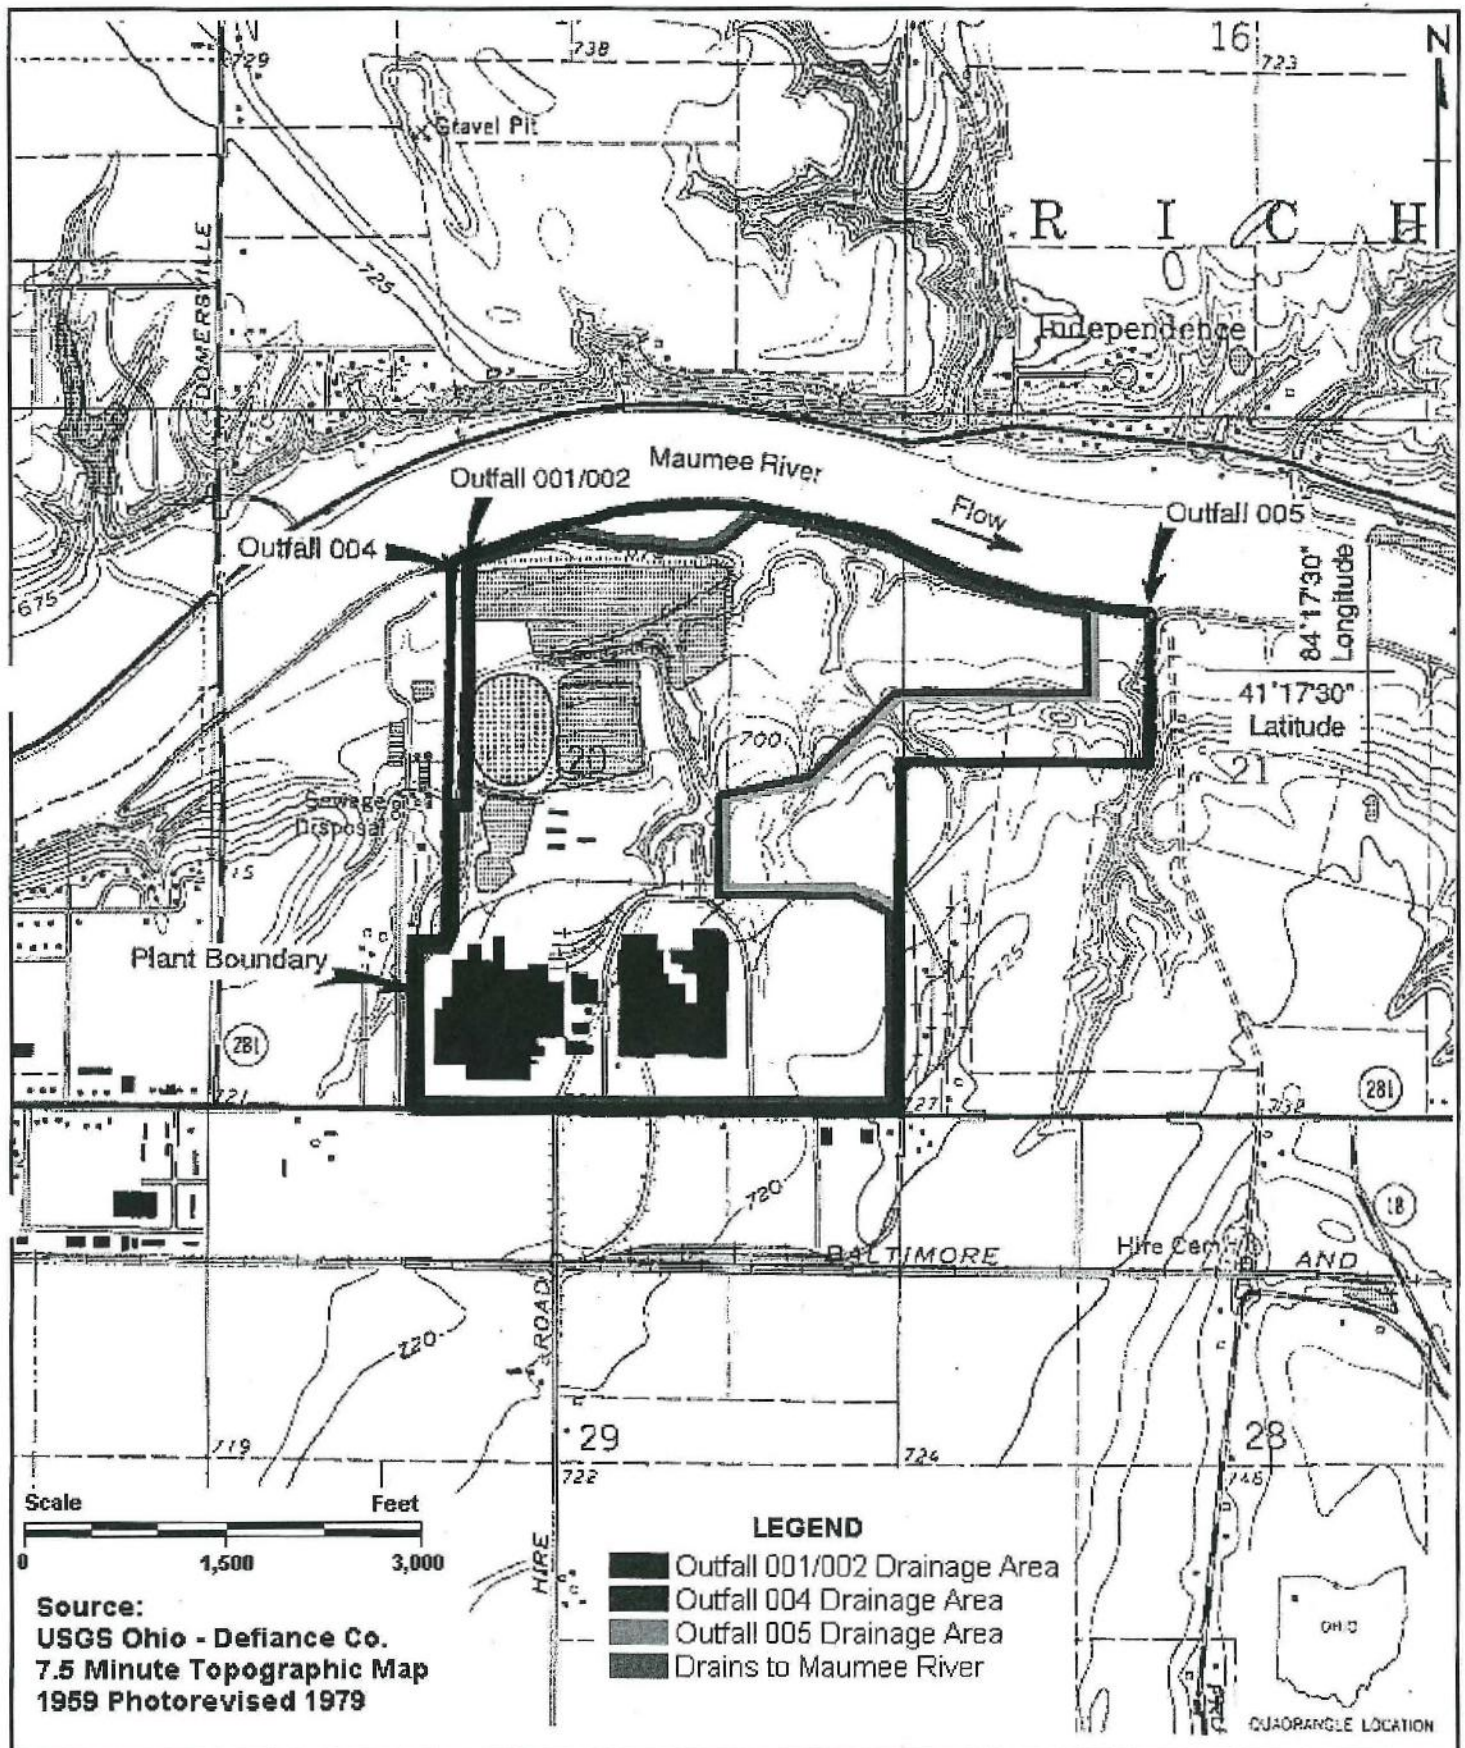 16
N
729
738
723
Gravel Pit
R I C H
DOMERSVILLE
725
Independence
Maumee River
Outfall 001/002
Flow
Outfall 005
Outfall 004
675
84°17'30"
Longitude
41°17'30"
Latitude
700
20
21
Sewage
Disposal
715
Plant Boundary
725
281
281
721
727
732
720
18
BALTIMORE
AND
Hire Cem
720
ROAD
29
28
719
722
724
746
HIRE
Scale Feet
0 1,500 3,000
LEGEND
Outfall 001/002 Drainage Area
Outfall 004 Drainage Area
Outfall 005 Drainage Area
Drains to Maumee River
Source:
USGS Ohio - Defiance Co.
7.5 Minute Topographic Map
1959 Photorevised 1979
OHIO
QUADRANGLE LOCATION